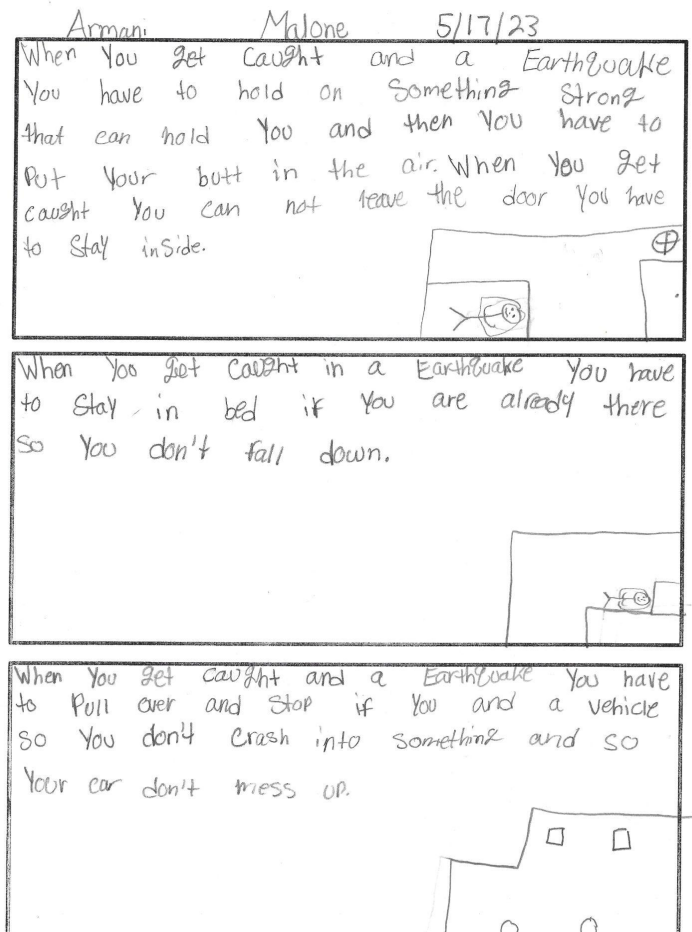 Armani Malone 5/17/23
When You get Caught and a Earthquake
You have to hold on Something Strong
that can hold You and then You have to
Put Your butt in the air. When You get
caught You can not leave the door You have
to Stay inSide.
When Yoo get Caught in a Earthquake You have
to Stay in bed if You are already there
So You don't fall down.
When You get caught and a Earthquake You have
to Pull over and Stop if You and a vehicle
So You don't Crash into Something and so
Your car don't mess up.